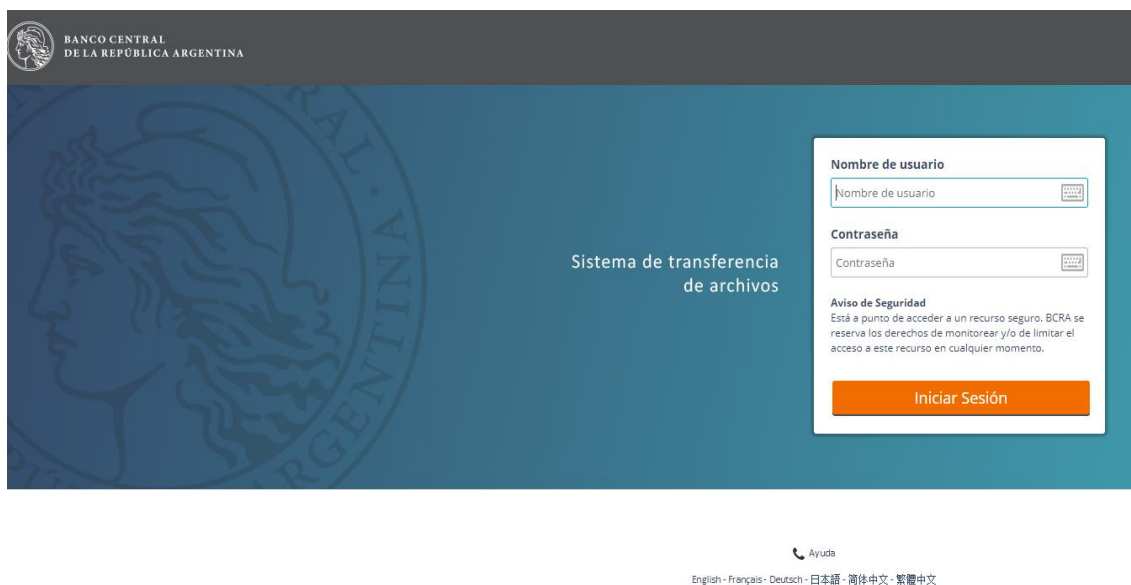 BANCO CENTRAL
DE LA REPÚBLICA ARGENTINA
Nombre de usuario
Nombre de usuario
Contraseña
Contraseña
Sistema de transferencia
de archivos
Aviso de Seguridad
Está a punto de acceder a un recurso seguro. BCRA se
reserva los derechos de monitorear y/o de limitar el
acceso a este recurso en cualquier momento.
Iniciar Sesión
Ayuda
English - Français - Deutsch - 日本語 - 简体中文 - 繁體中文